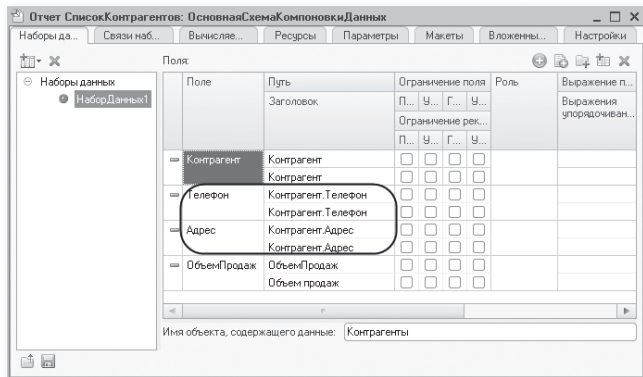 Отчет СписокКонтрагентов: ОсновнаяСхемаКомпоновкиДанных
Наборы да... Связи наб... Вычисляе... Ресурсы Параметры Макеты Вложенны... Настройки
Поля:
Наборы данных
НаборДанных1
Поле Путь Ограничение поля Роль Выражение п...
Заголовок П... У... Г... У... Выражения упорядочиван...
Ограничение рек...
П... У... Г... У...
Контрагент Контрагент
Контрагент
Телефон Контрагент.Телефон
Контрагент.Телефон
Адрес Контрагент.Адрес
Контрагент.Адрес
ОбъемПродаж ОбъемПродаж
Объем продаж
Имя объекта, содержащего данные: Контрагенты